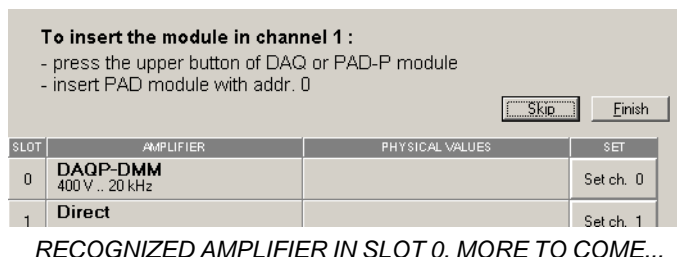 To insert the module in channel 1 :
- press the upper button of DAQ or PAD-P module
- insert PAD module with addr. 0
Skip Finish
SLOT AMPLIFIER PHYSICAL VALUES SET
0 DAQP-DMM Set ch. 0
400 V .. 20 kHz
1 Direct Set ch. 1
RECOGNIZED AMPLIFIER IN SLOT 0. MORE TO COME...